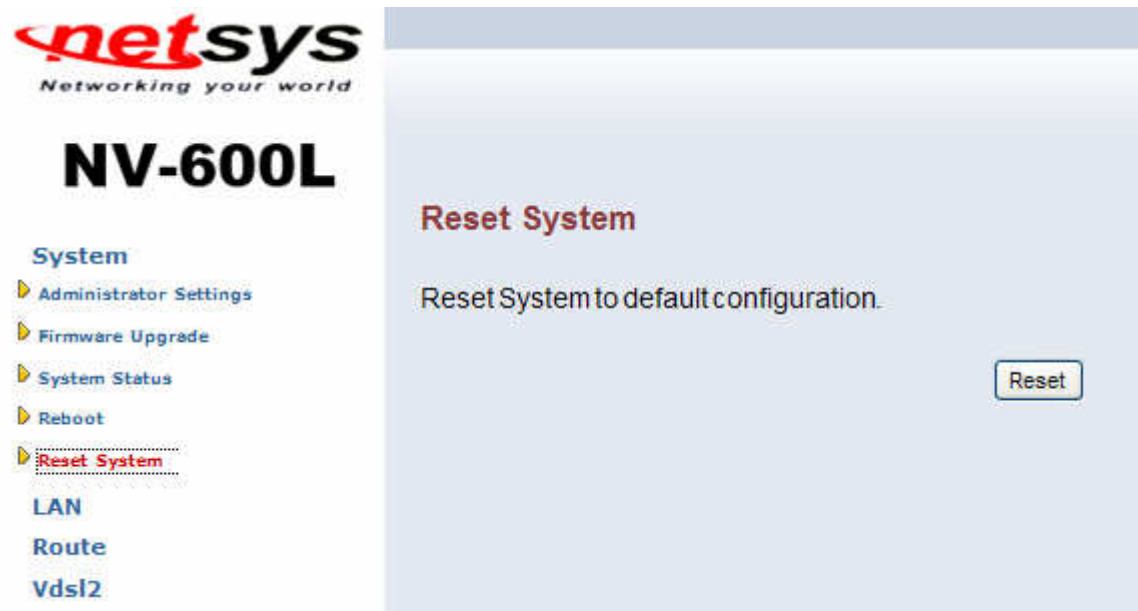 netsys
Networking your world
NV-600L
System
Administrator Settings
Firmware Upgrade
System Status
Reboot
Reset System
LAN
Route
Vdsl2
Reset System
Reset System to default configuration.
Reset